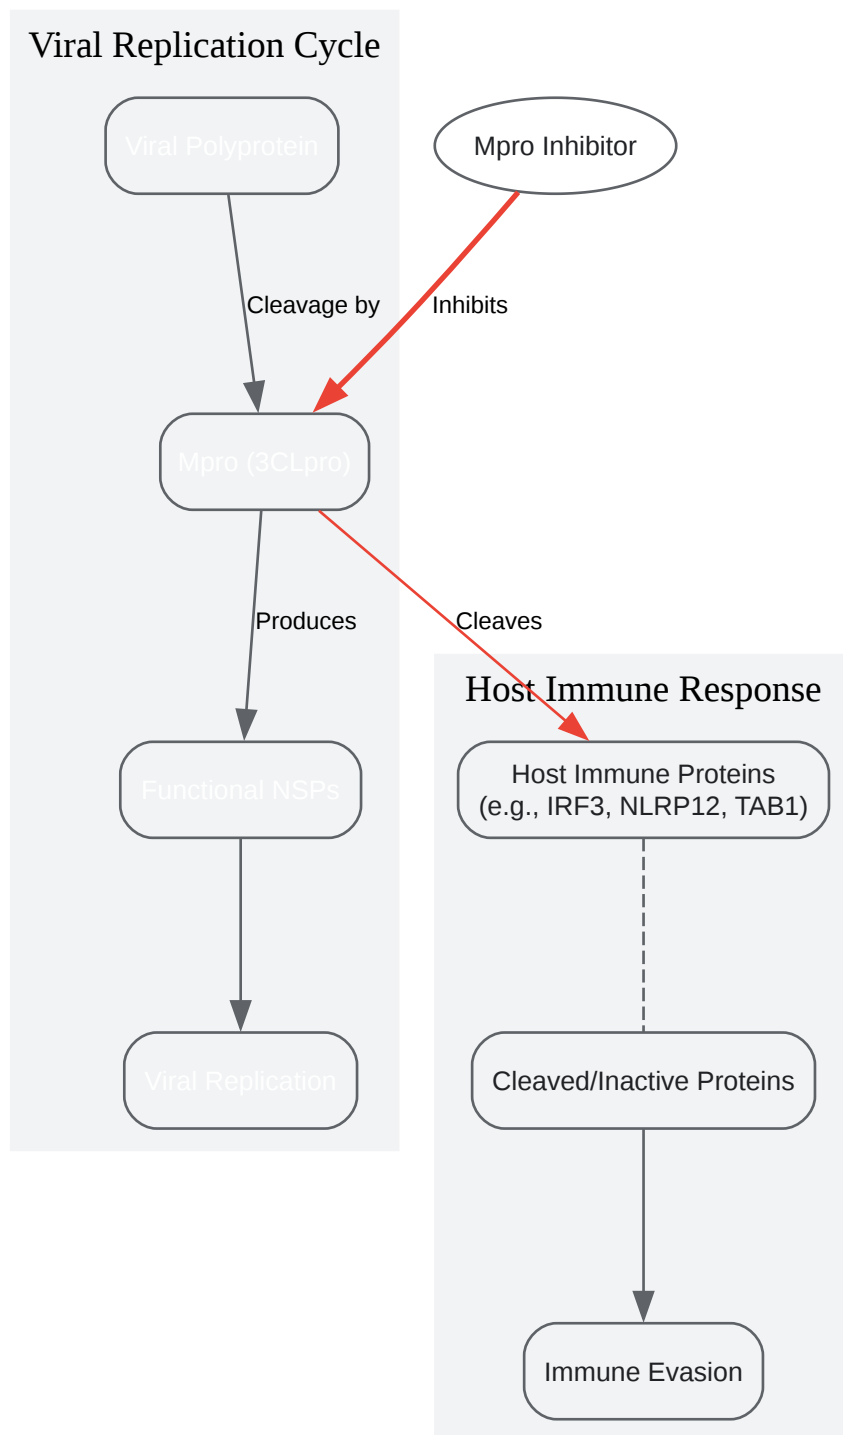 Viral Replication Cycle
Viral Polyprotein
Mpro Inhibitor
Cleavage by
Inhibits
Mpro (3CLpro)
Produces
Cleaves
Host Immune Response
Functional NSPs
Host Immune Proteins
(e.g., IRF3, NLRP12, TAB1)
Viral Replication
Cleaved/Inactive Proteins
Immune Evasion